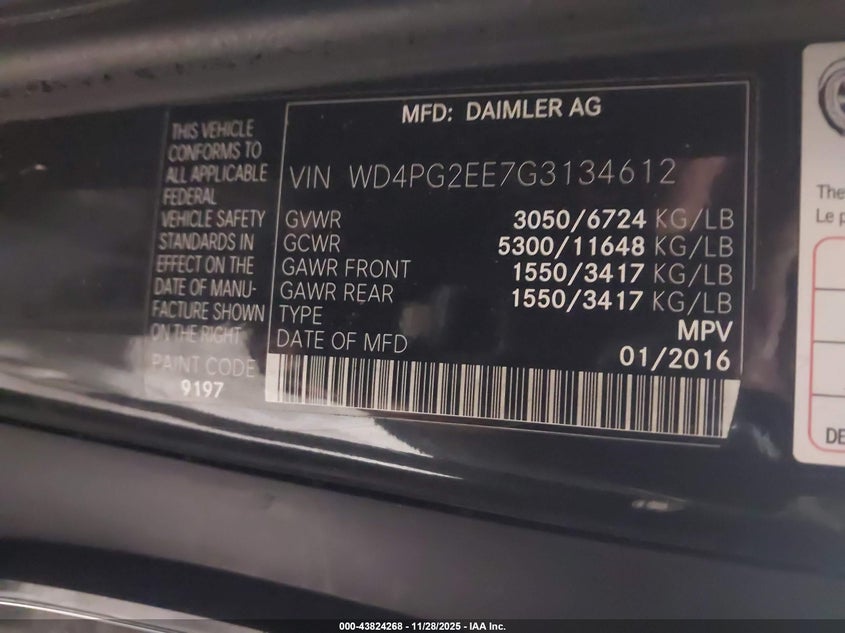 MFD: DAIMLER AG
THIS VEHICLE
CONFORMS TO
ALL APPLICABLE
FEDERAL
VEHICLE SAFETY
STANDARDS IN
EFFECT ON THE
DATE OF MANU-
FACTURE SHOWN
ON THE RIGHT
PAINT CODE
9197
VIN WD4PG2EE7G3134612
GVWR 3050/6724 KG/LB
GCWR 5300/11648 KG/LB
GAWR FRONT 1550/3417 KG/LB
GAWR REAR 1550/3417 KG/LB
TYPE MPV
DATE OF MFD 01/2016
The
Le p
DE
000-43824268 - 11/28/2025 - IAA Inc.